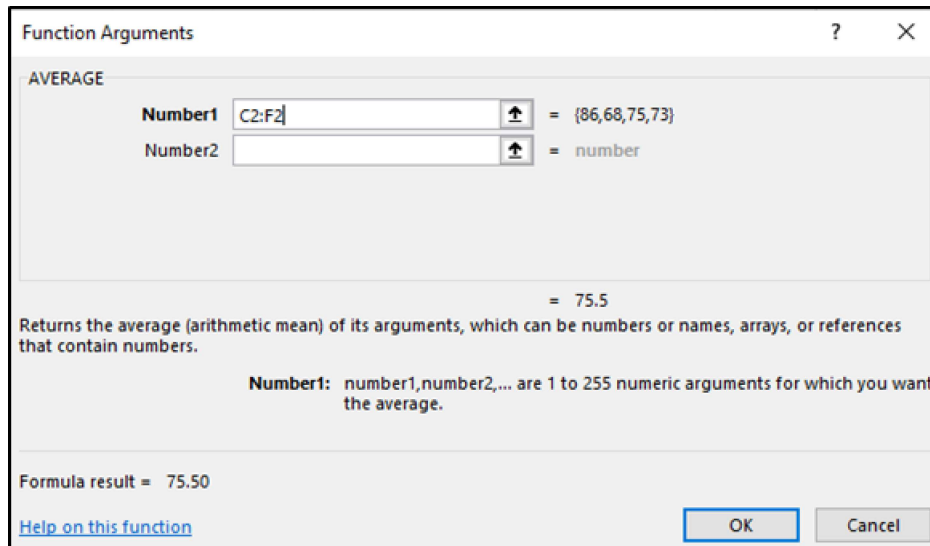 Function Arguments ? ×
AVERAGE
Number1 C2:F2 = {86,68,75,73}
Number2 = number
= 75.5
Returns the average (arithmetic mean) of its arguments, which can be numbers or names, arrays, or references
that contain numbers.
Number1: number1,number2,... are 1 to 255 numeric arguments for which you want
the average.
Formula result = 75.50
Help on this function OK Cancel